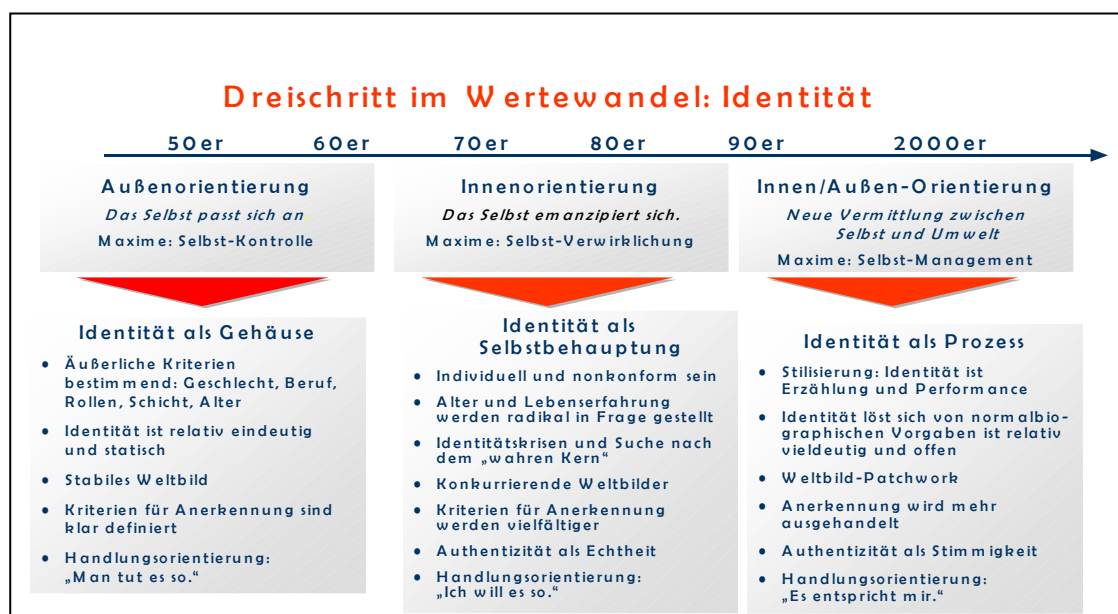 Dreischritt im Wertewandel: Identität
50er 60er 70er 80er 90er 2000er
Außenorientierung
Das Selbst passt sich an
Maxime: Selbst-Kontrolle
Innenorientierung
Das Selbst emanzipiert sich.
Maxime: Selbst-Verwirklichung
Innen/Außen-Orientierung
Neue Vermittlung zwischen
Selbst und Umwelt
Maxime: Selbst-Management
Identität als Gehäuse
• Äußerliche Kriterien
bestimmend: Geschlecht, Beruf,
Rollen, Schicht, Alter
• Identität ist relativ eindeutig
und statisch
• Stabiles Weltbild
• Kriterien für Anerkennung sind
klar definiert
• Handlungsorientierung:
„Man tut es so.“
Identität als
Selbstbehauptung
• Individuell und nonkonform sein
• Alter und Lebenserfahrung
werden radikal in Frage gestellt
• Identitätskrisen und Suche nach
dem „wahren Kern“
• Konkurrierende Weltbilder
• Kriterien für Anerkennung
werden vielfältiger
• Authentizität als Echtheit
• Handlungsorientierung:
„Ich will es so.“
Identität als Prozess
• Stilisierung: Identität ist
Erzählung und Performance
• Identität löst sich von normalbio-
graphischen Vorgaben ist relativ
vieldeutig und offen
• Weltbild-Patchwork
• Anerkennung wird mehr
ausgehandelt
• Authentizität als Stimmigkeit
• Handlungsorientierung:
„Es entspricht mir.“